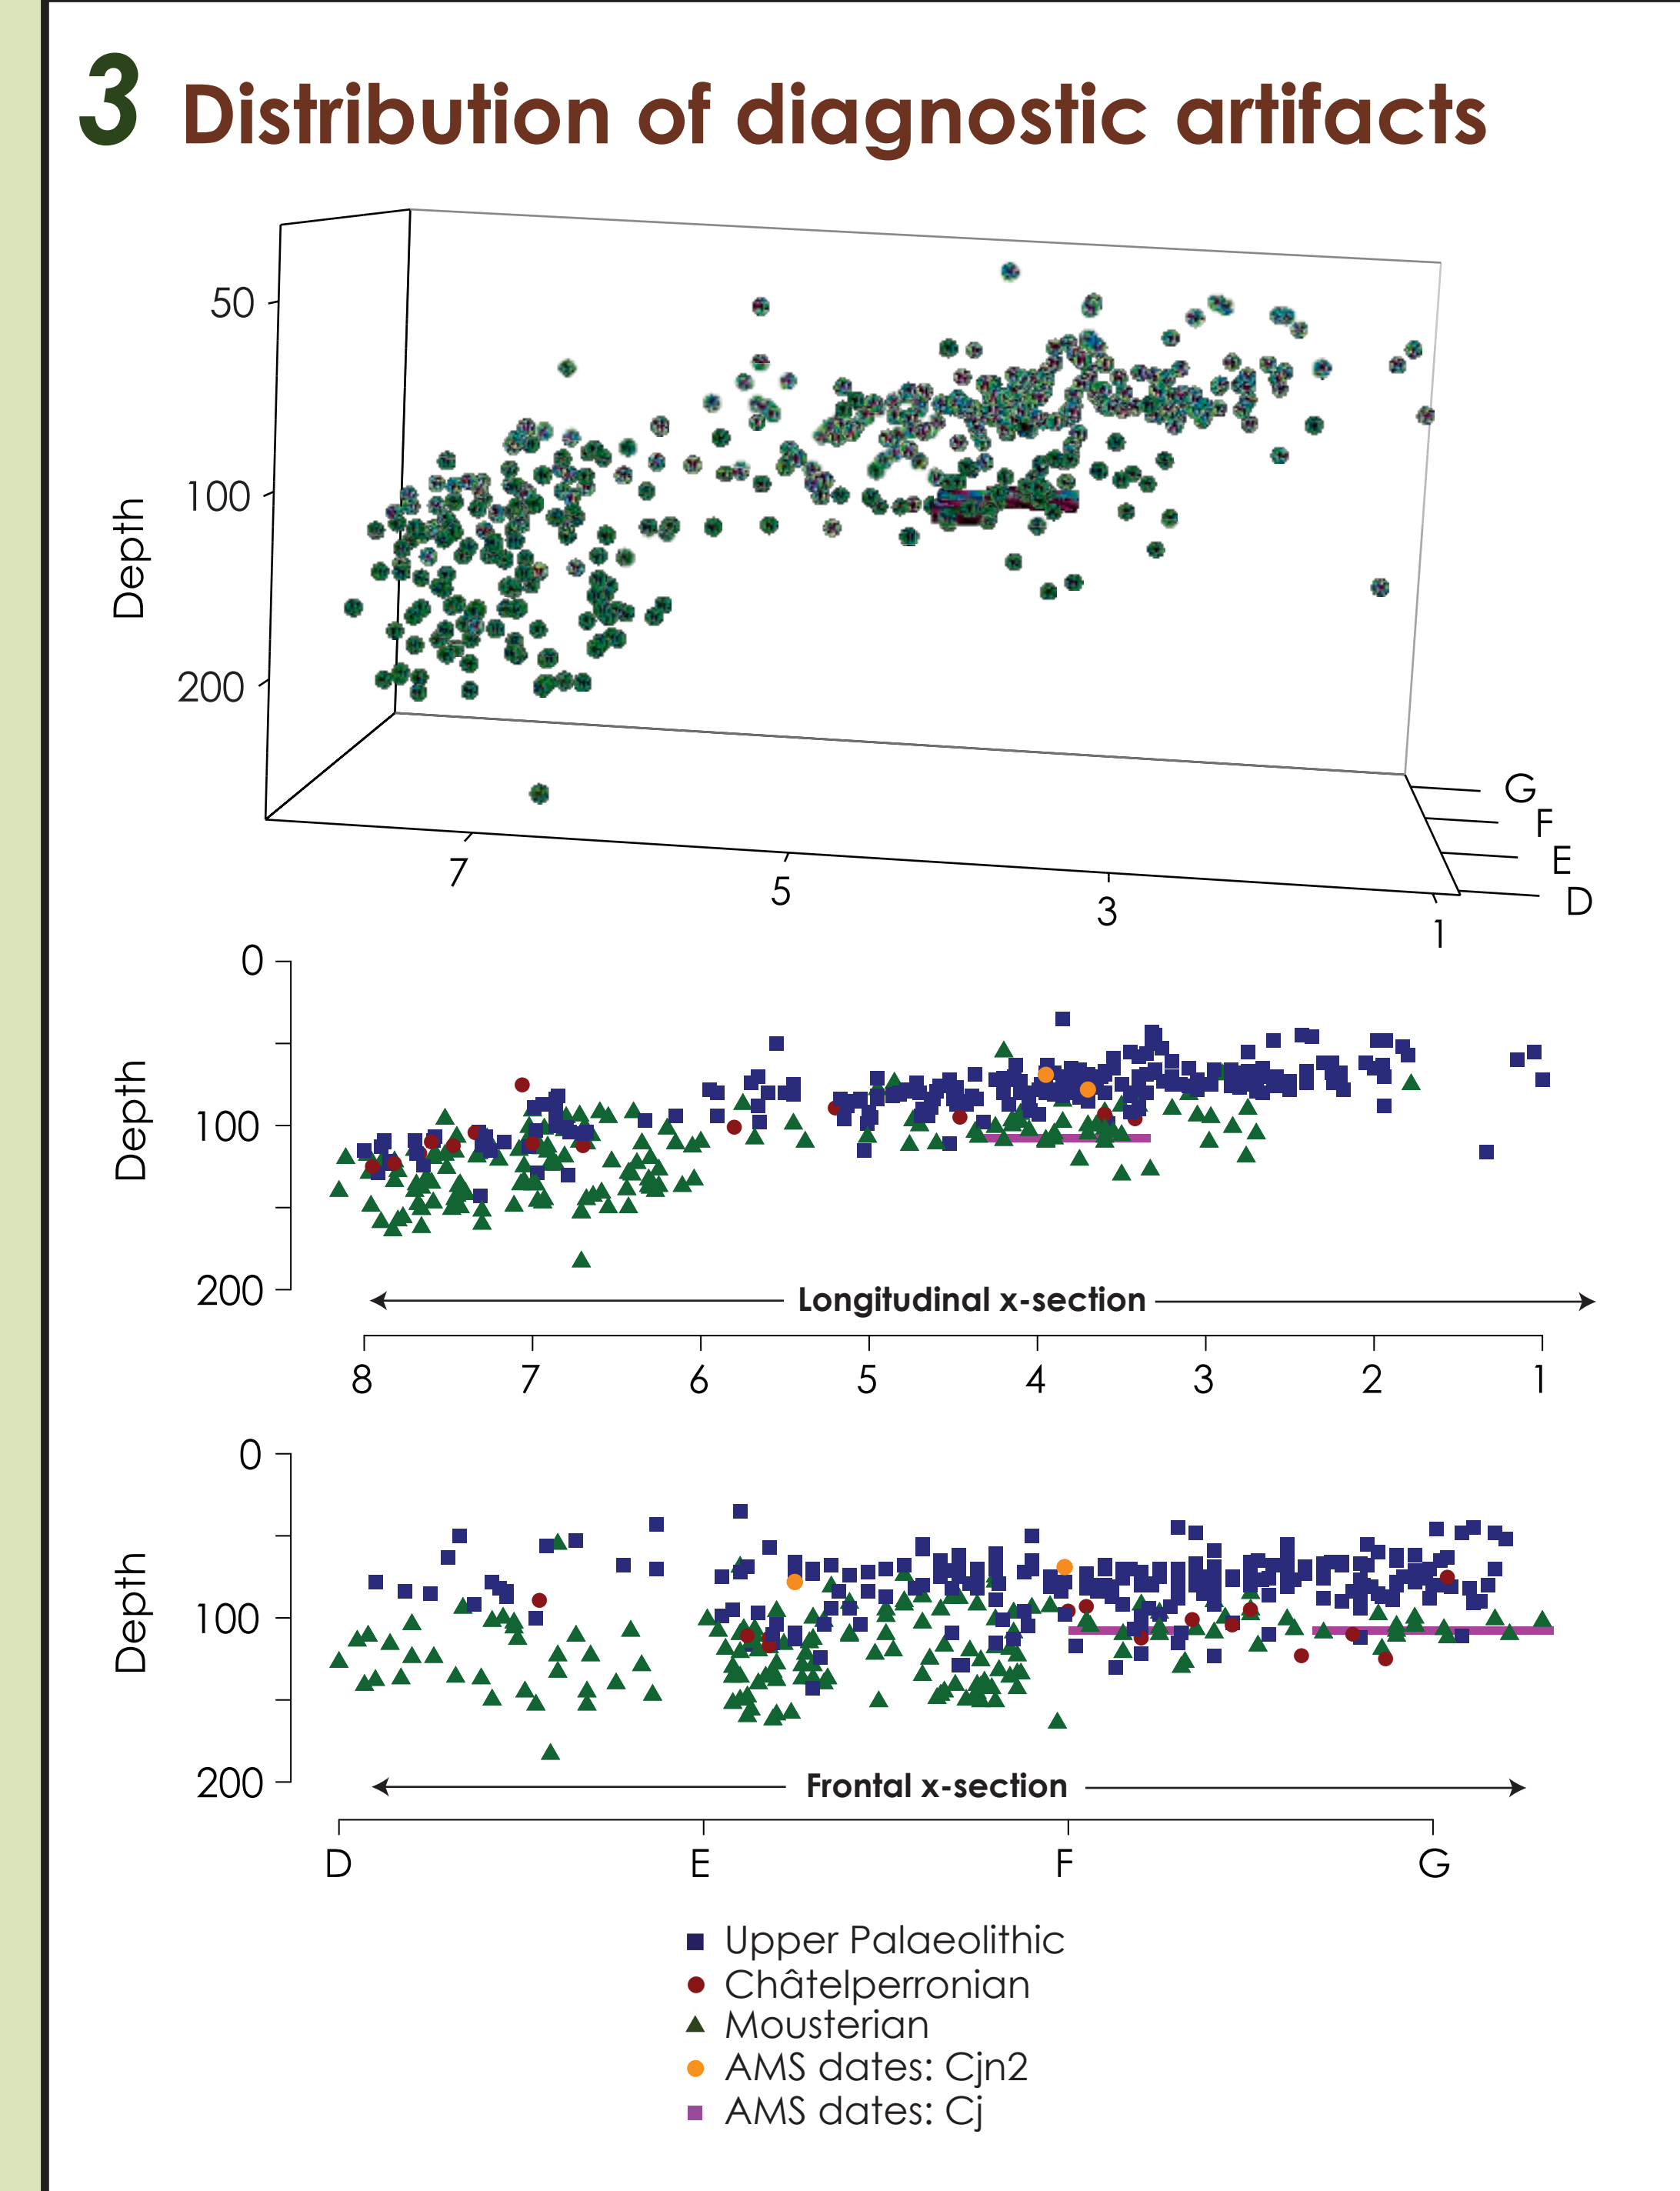 3 Distribution of diagnostic artifacts
50
100
200
Depth
7
5
3
1
G
F
E
D
0
100
200
Depth
Longitudinal x-section
8 7 6 5 4 3 2 1
0
100
200
Depth
Frontal x-section
D E F G
Upper Palaeolithic
Châtelperronian
Mousterian
AMS dates: Cjn2
AMS dates: Cj